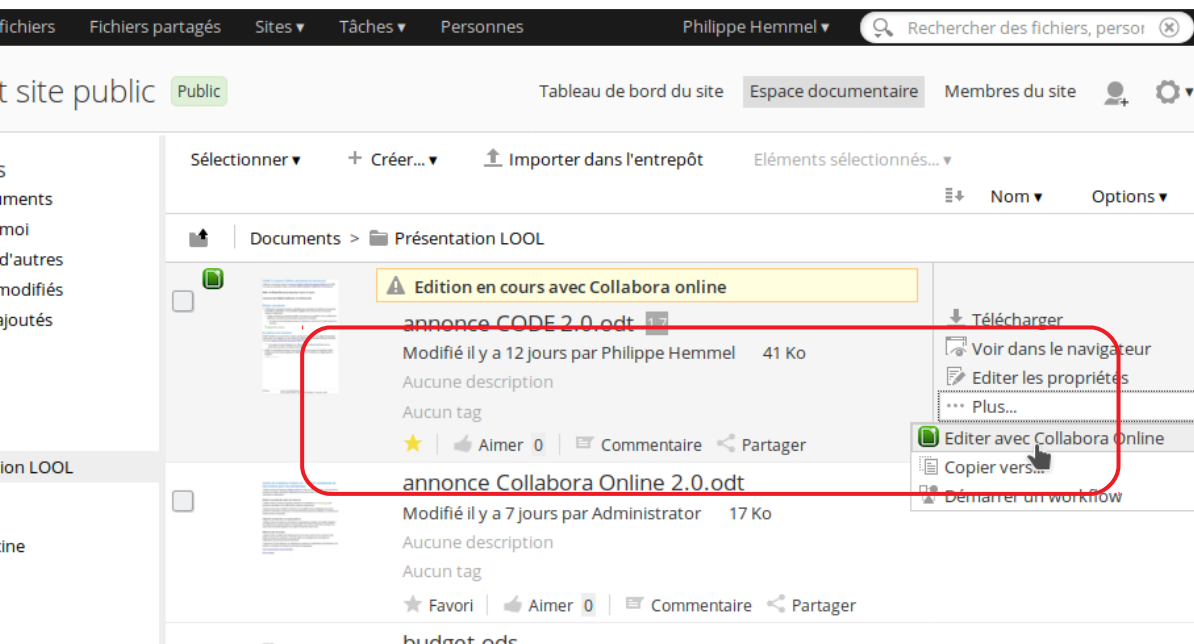 fichiers Fichiers partagés Sites ▾ Tâches ▾ Personnes Philippe Hemmel ▾ Rechercher des fichiers, person
t site public Public Tableau de bord du site Espace documentaire Membres du site
Sélectionner ▾ + Créer... ▾ Importer dans l'entrepôt Eléments sélectionnés... ▾
S
uments
Nom ▾ Options ▾
moi
Documents > Présentation LOOL
d'autres
modifiés
ajoutés
Edition en cours avec Collabora online
annonce CODE 2.0.odt 1.7
Modifié il y a 12 jours par Philippe Hemmel 41 Ko
Aucune description
Aucun tag
Aimer 0 Commentaire Partager
Télécharger
Voir dans le navigateur
Editer les propriétés
Plus...
Editer avec Collabora Online
Copier vers...
Démarrer un workflow
ion LOOL
annonce Collabora Online 2.0.odt
Modifié il y a 7 jours par Administrator 17 Ko
Aucune description
Aucun tag
Favori Aimer 0 Commentaire Partager
cine
budget.ods